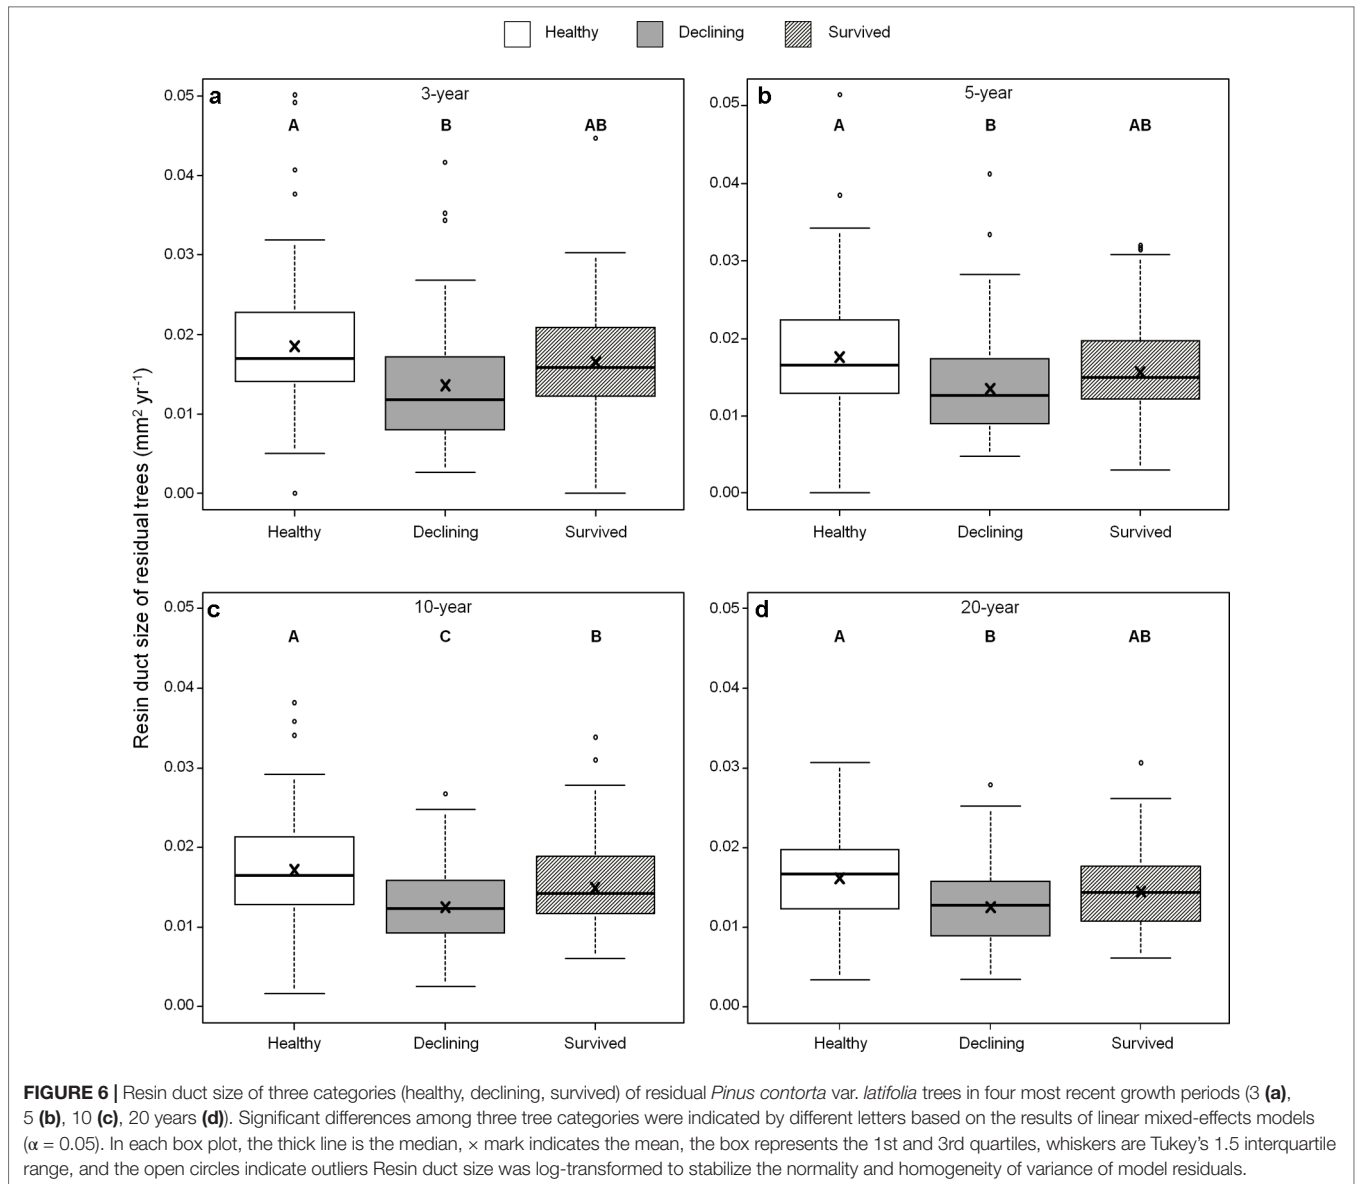 Healthy Declining Survived
Resin duct size of residual trees (mm² yr⁻¹)
a 3-year
A B AB
0.05
0.04
0.03
0.02
0.01
0.00
Healthy Declining Survived
b 5-year
A B AB
0.05
0.04
0.03
0.02
0.01
0.00
Healthy Declining Survived
c 10-year
A C B
0.05
0.04
0.03
0.02
0.01
0.00
Healthy Declining Survived
d 20-year
A B AB
0.05
0.04
0.03
0.02
0.01
0.00
Healthy Declining Survived
FIGURE 6 | Resin duct size of three categories (healthy, declining, survived) of residual Pinus contorta var. latifolia trees in four most recent growth periods (3 (a),
5 (b), 10 (c), 20 years (d)). Significant differences among three tree categories were indicated by different letters based on the results of linear mixed-effects models
(α = 0.05). In each box plot, the thick line is the median, × mark indicates the mean, the box represents the 1st and 3rd quartiles, whiskers are Tukey’s 1.5 interquartile
range, and the open circles indicate outliers Resin duct size was log-transformed to stabilize the normality and homogeneity of variance of model residuals.